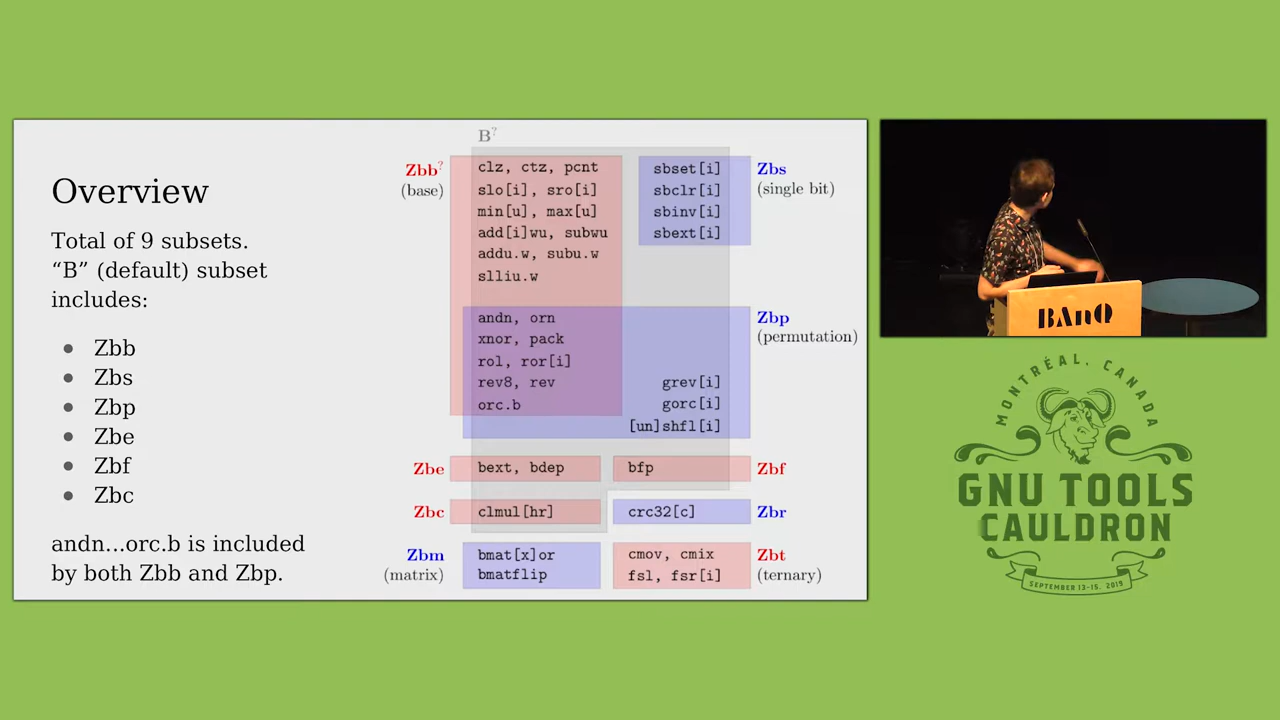 Overview
Total of 9 subsets.
“B” (default) subset
includes:
● Zbb
● Zbs
● Zbp
● Zbe
● Zbf
● Zbc
andn...orc.b is included
by both Zbb and Zbp.
B?
Zbb?
(base)
clz, ctz, pcnt
slo[i], sro[i]
min[u], max[u]
add[i]wu, subwu
addu.w, subu.w
slliu.w
sbset[i]
sbclr[i]
sbinv[i]
sbext[i]
Zbs
(single bit)
andn, orn
xnor, pack
rol, ror[i]
rev8, rev
orc.b
grev[i]
gorc[i]
[un]shfl[i]
Zbp
(permutation)
Zbe
bext, bdep
bfp
Zbf
Zbc
clmul[hr]
crc32[c]
Zbr
Zbm
(matrix)
bmat[x]or
bmatflip
cmov, cmix
fsl, fsr[i]
Zbt
(ternary)
BAnQ
MONTRÉAL, CANADA
GNU TOOLS
CAULDRON
SEPTEMBER 13-15, 2019